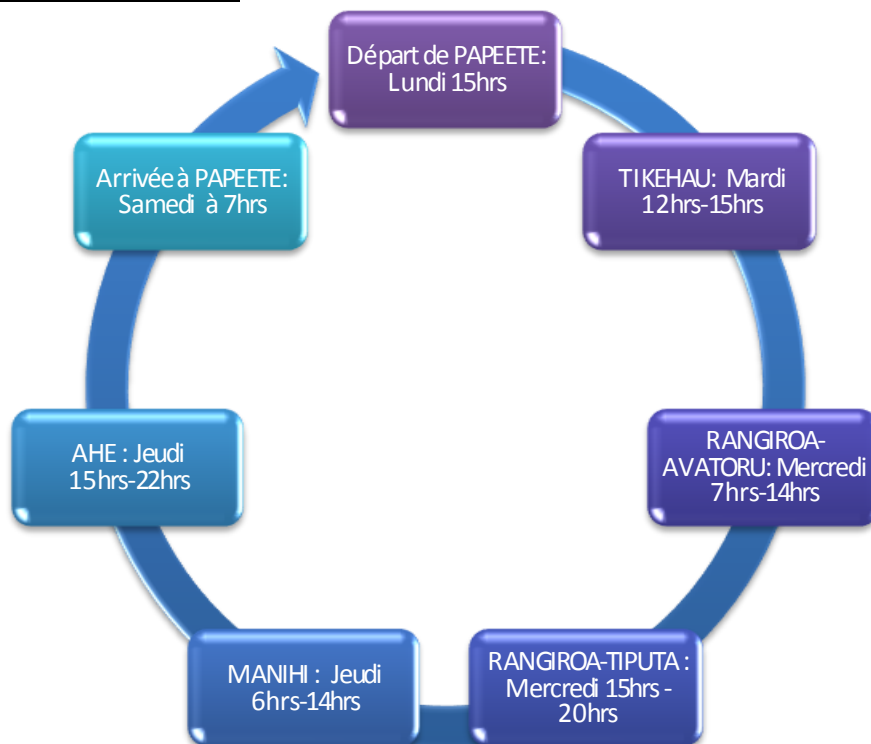 Départ de PAPEETE:
Lundi 15hrs
TIKEHAU: Mardi
12hrs-15hrs
RANGIROA-
AVATORU: Mercredi
7hrs-14hrs
RANGIROA-TIPUTA :
Mercredi 15hrs -
20hrs
MANIHI : Jeudi
6hrs-14hrs
AHE : Jeudi
15hrs-22hrs
Arrivée à PAPEETE:
Samedi à 7hrs